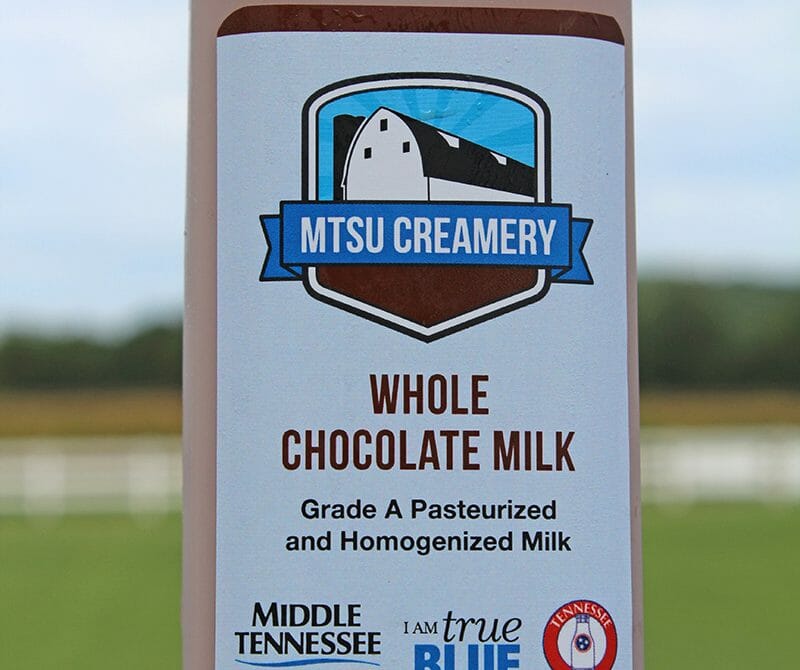 MTSU CREAMERY
WHOLE
CHOCOLATE MILK
Grade A Pasteurized
and Homogenized Milk
MIDDLE
TENNESSEE
I AM true
BLUE
TENNESSEE